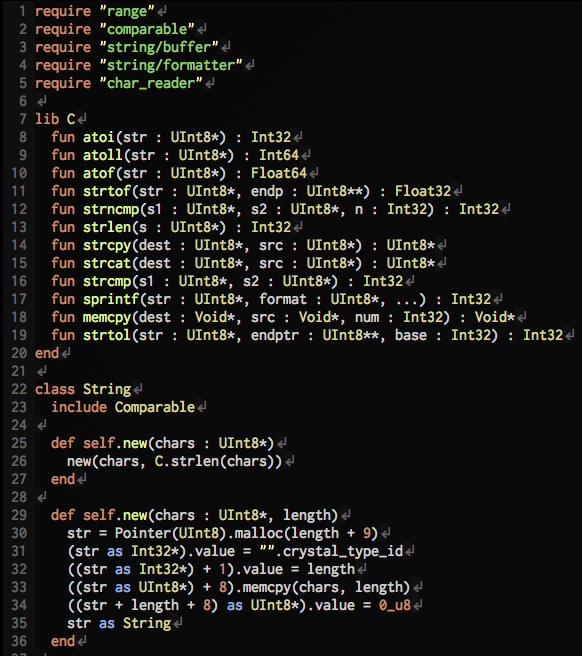 1 require "range"
2 require "comparable"
3 require "string/buffer"
4 require "string/formatter"
5 require "char_reader"
6
7 lib C
8   fun atoi(str : UInt8*) : Int32
9   fun atoll(str : UInt8*) : Int64
10   fun atof(str : UInt8*) : Float64
11   fun strtof(str : UInt8*, endp : UInt8**) : Float32
12   fun strncmp(s1 : UInt8*, s2 : UInt8*, n : Int32) : Int32
13   fun strlen(s : UInt8*) : Int32
14   fun strcpy(dest : UInt8*, src : UInt8*) : UInt8*
15   fun strcat(dest : UInt8*, src : UInt8*) : UInt8*
16   fun strcmp(s1 : UInt8*, s2 : UInt8*) : Int32
17   fun sprintf(str : UInt8*, format : UInt8*, ...) : Int32
18   fun memcpy(dest : Void*, src : Void*, num : Int32) : Void*
19   fun strtol(str : UInt8*, endptr : UInt8**, base : Int32) : Int32
20 end
21
22 class String
23   include Comparable
24
25   def self.new(chars : UInt8*)
26     new(chars, C.strlen(chars))
27   end
28
29   def self.new(chars : UInt8*, length)
30     str = Pointer(UInt8).malloc(length + 9)
31     (str as Int32*).value = "".crystal_type_id
32     ((str as Int32*) + 1).value = length
33     ((str as UInt8*) + 8).memcpy(chars, length)
34     ((str + length + 8) as UInt8*).value = 0_u8
35     str as String
36   end